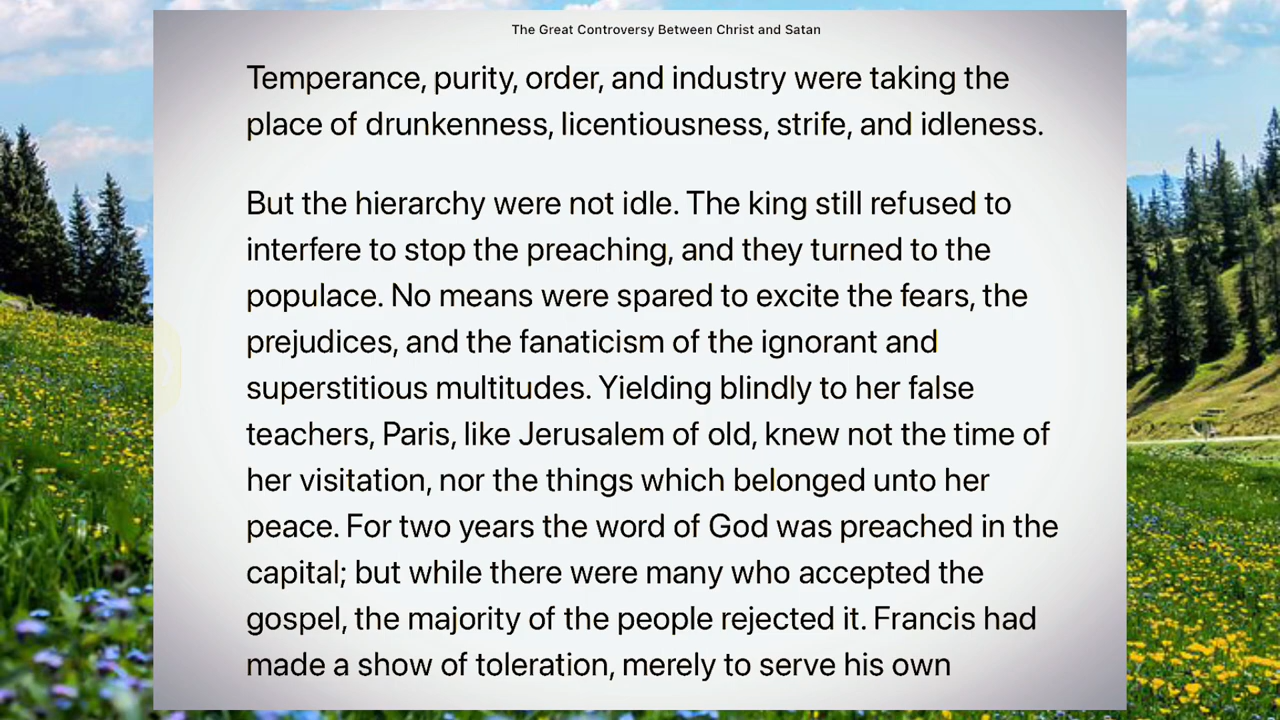 The Great Controversy Between Christ and Satan
Temperance, purity, order, and industry were taking the
place of drunkenness, licentiousness, strife, and idleness.
But the hierarchy were not idle. The king still refused to
interfere to stop the preaching, and they turned to the
populace. No means were spared to excite the fears, the
prejudices, and the fanaticism of the ignorant and
superstitious multitudes. Yielding blindly to her false
teachers, Paris, like Jerusalem of old, knew not the time of
her visitation, nor the things which belonged unto her
peace. For two years the word of God was preached in the
capital; but while there were many who accepted the
gospel, the majority of the people rejected it. Francis had
made a show of toleration, merely to serve his own